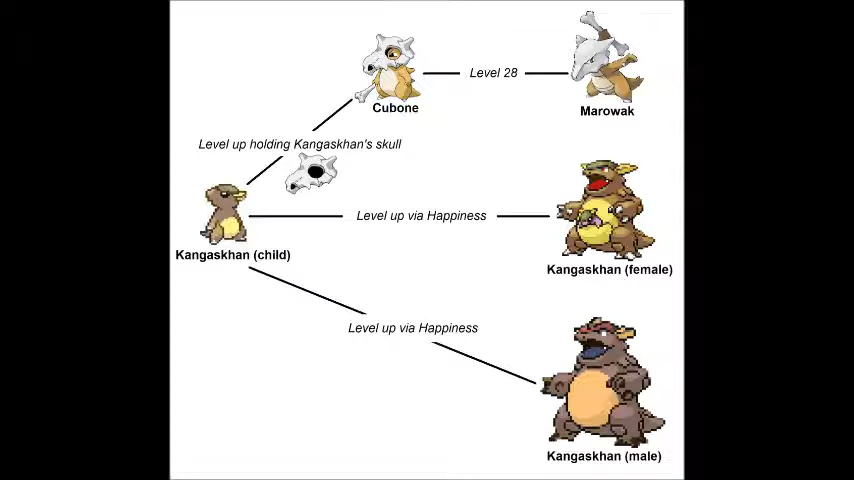 Cubone
Level 28
Marowak
Level up holding Kangaskhan's skull
Kangaskhan (child)
Level up via Happiness
Kangaskhan (female)
Level up via Happiness
Kangaskhan (male)